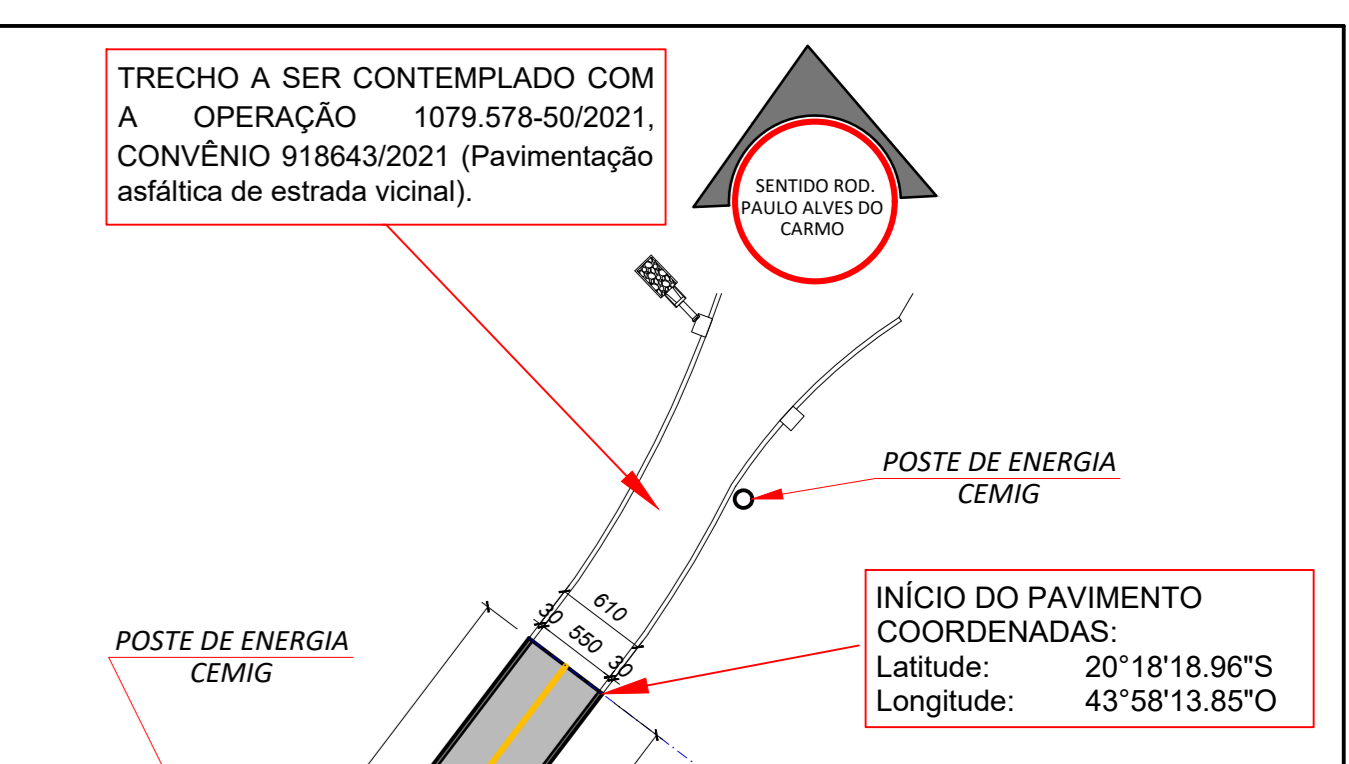 TRECHO A SER CONTEMPLADO COM
A OPERAÇÃO 1079.578-50/2021,
CONVÊNIO 918643/2021 (Pavimentação
asfáltica de estrada vicinal).
SENTIDO ROD.
PAULO ALVES DO
CARMO
POSTE DE ENERGIA
CEMIG
610
30
550
30
INÍCIO DO PAVIMENTO
COORDENADAS:
Latitude: 20°18'18.96"S
Longitude: 43°58'13.85"O
POSTE DE ENERGIA
CEMIG